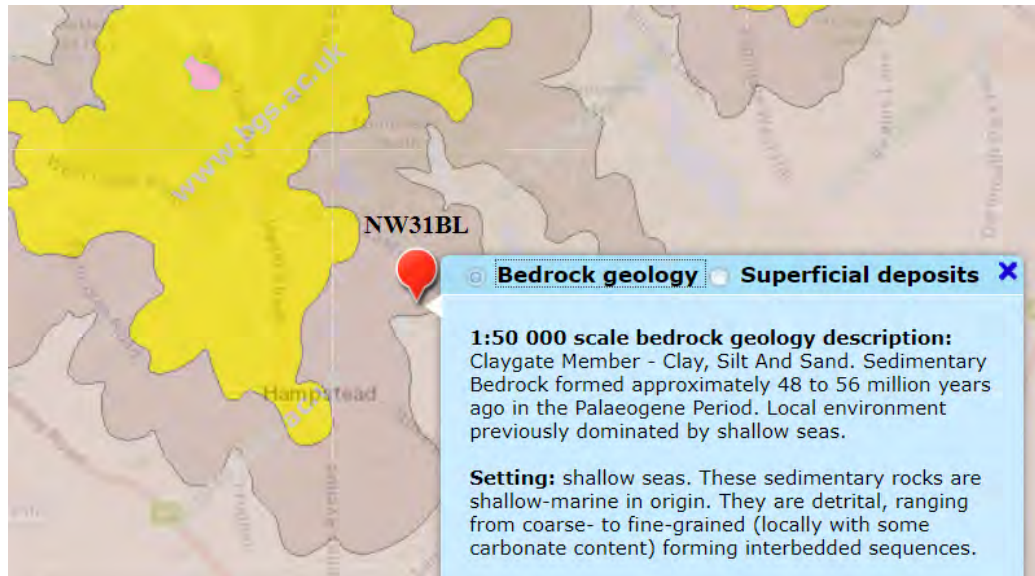 www.bgs.ac.uk
NW31BL
Bedrock geology Superficial deposits
1:50 000 scale bedrock geology description:
Claygate Member - Clay, Silt And Sand. Sedimentary
Bedrock formed approximately 48 to 56 million years
ago in the Palaeogene Period. Local environment
previously dominated by shallow seas.
Setting: shallow seas. These sedimentary rocks are
shallow-marine in origin. They are detrital, ranging
from coarse- to fine-grained (locally with some
carbonate content) forming interbedded sequences.
Hampstead